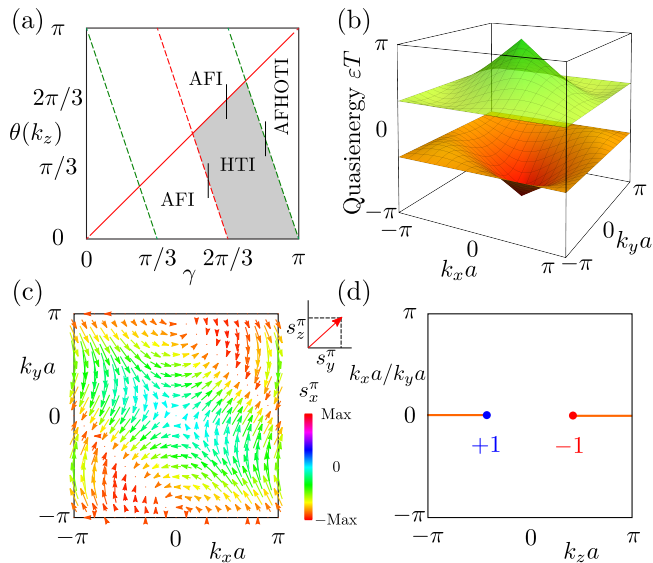 (a)
π
2π/3
θ(k_z)
π/3
0
AFI
AFHOTI
HTI
AFI
0
π/3
2π/3
π
γ
(b)
Quasienergy εT
π
0
−π
−π
0
π
k_xa
−π
0
π
k_ya
(c)
π
k_ya
0
−π
−π
0
π
k_xa
s_z^π
s_y^π
s_x^π
Max
0
−Max
(d)
π
k_xa/k_ya
0
−π
+1
−1
−π
0
π
k_za